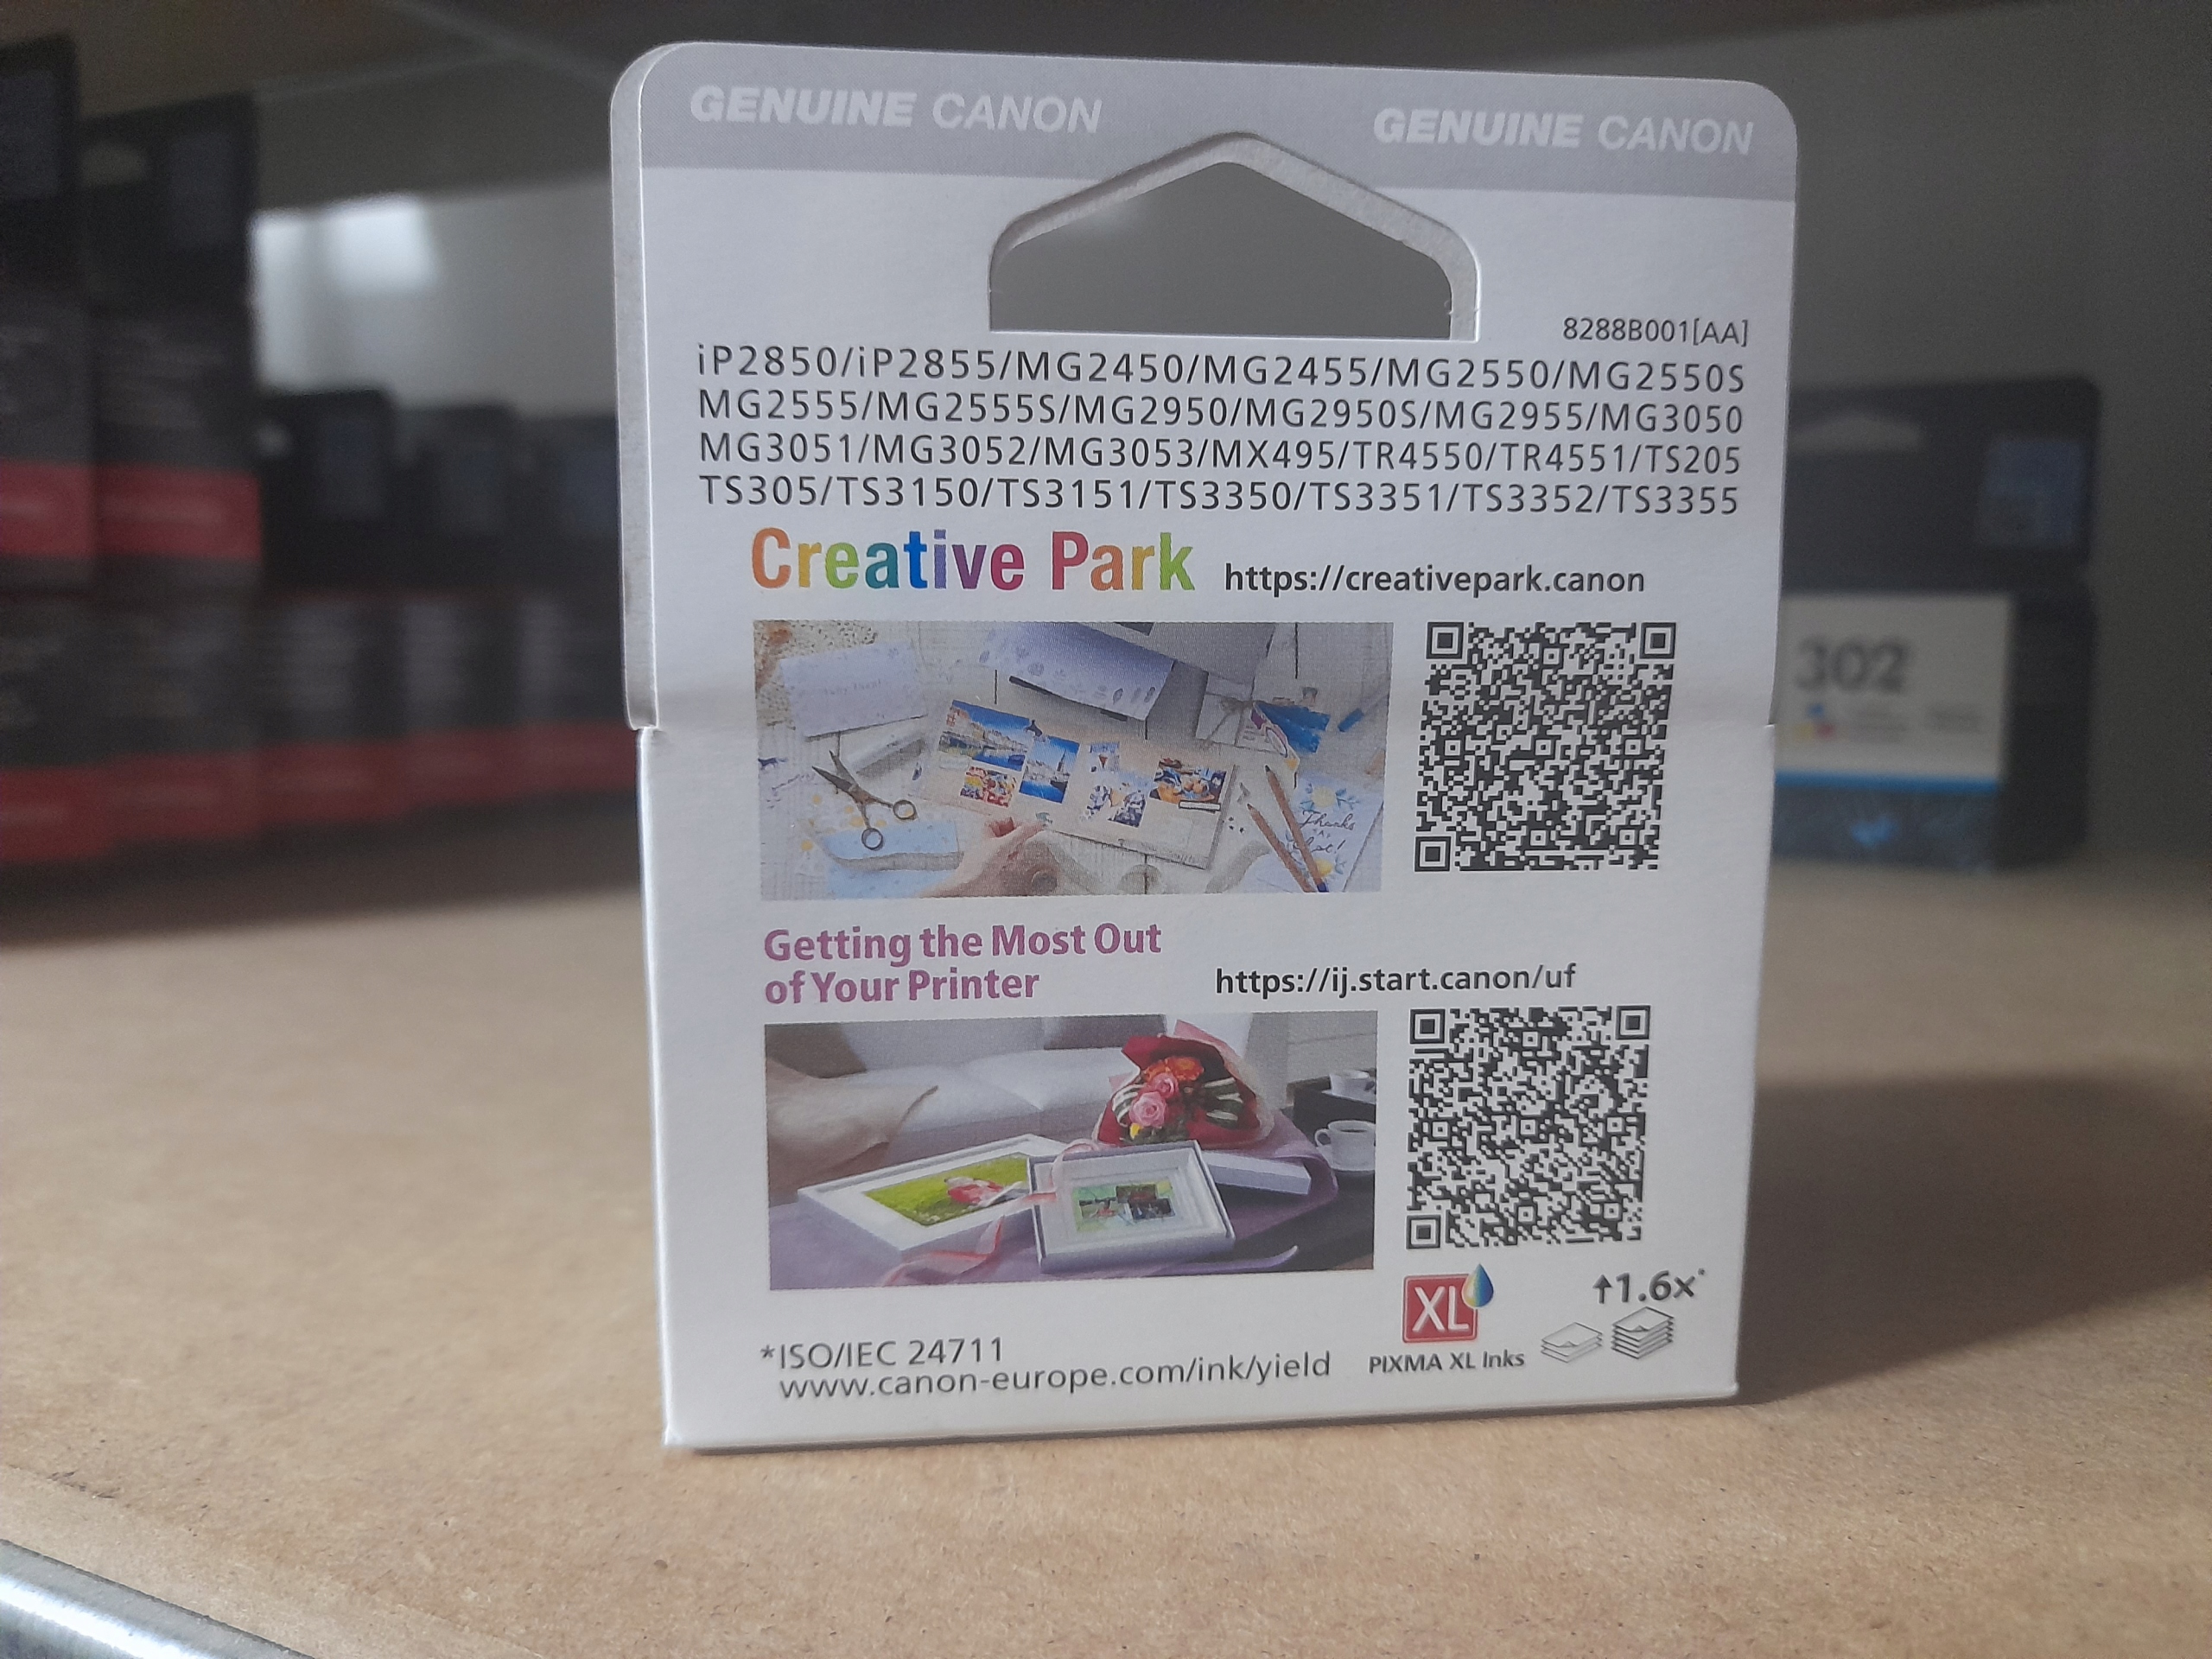 GENUINE CANON GENUINE CANON
8288B001[AA]
iP2850/iP2855/MG2450/MG2455/MG2550/MG2550S
MG2555/MG2555S/MG2950/MG2950S/MG2955/MG3050
MG3051/MG3052/MG3053/MX495/TR4550/TR4551/TS205
TS305/TS3150/TS3151/TS3350/TS3351/TS3352/TS3355
Creative Park https://creativepark.canon
Thanks
Getting the Most Out
of Your Printer
https://ij.start.canon/uf
XL
↑1.6x*
PIXMA XL Inks
*ISO/IEC 24711
www.canon-europe.com/ink/yield
302